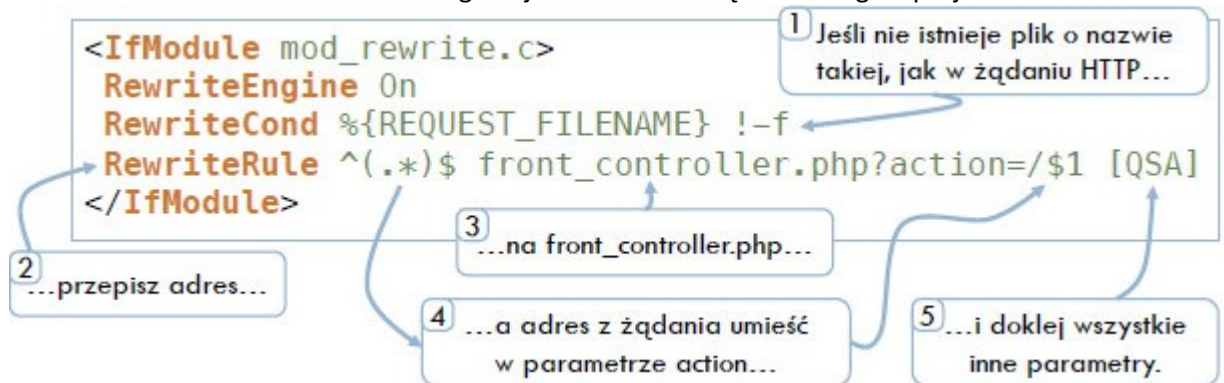 <IfModule mod_rewrite.c>
RewriteEngine On
RewriteCond %{REQUEST_FILENAME} !-f
RewriteRule ^(.*)$ front_controller.php?action=/$1 [QSA]
</IfModule>
1 Jeśli nie istnieje plik o nazwie
takiej, jak w żądaniu HTTP…
2 …przepisz adres…
3 …na front_controller.php…
4 …a adres z żądania umieść
w parametrze action…
5 …i doklej wszystkie
inne parametry.